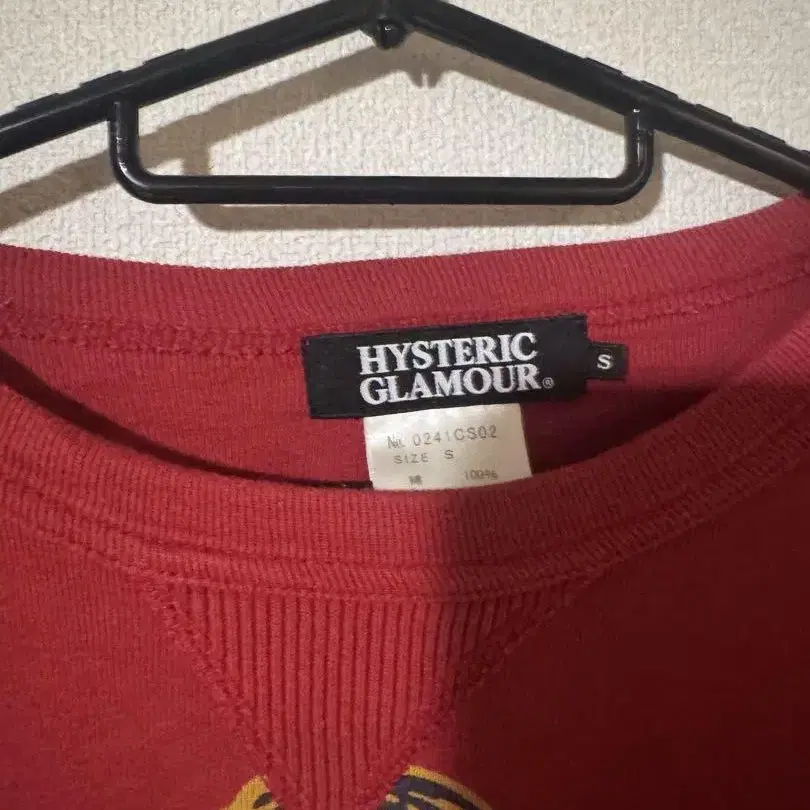 HYSTERIC
GLAMOUR®
S
No. 0241CS02
SIZE S
100%